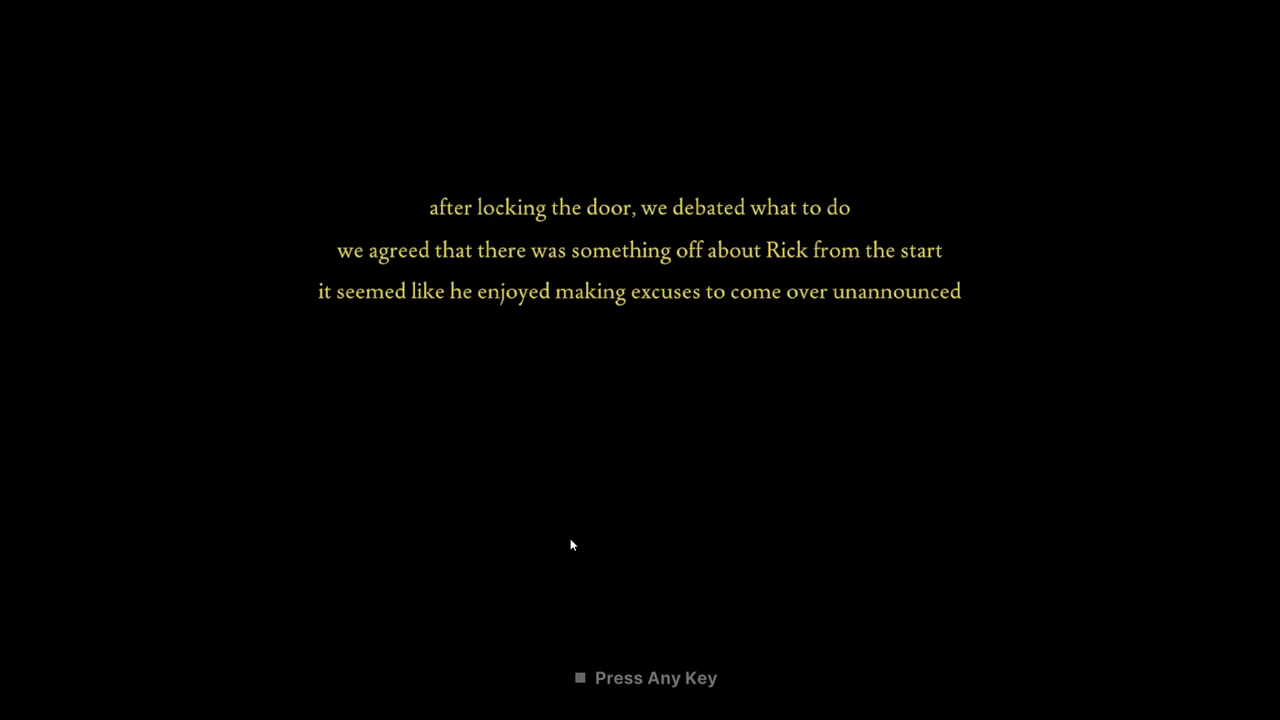 after locking the door, we debated what to do
we agreed that there was something off about Rick from the start
it seemed like he enjoyed making excuses to come over unannounced
Press Any Key